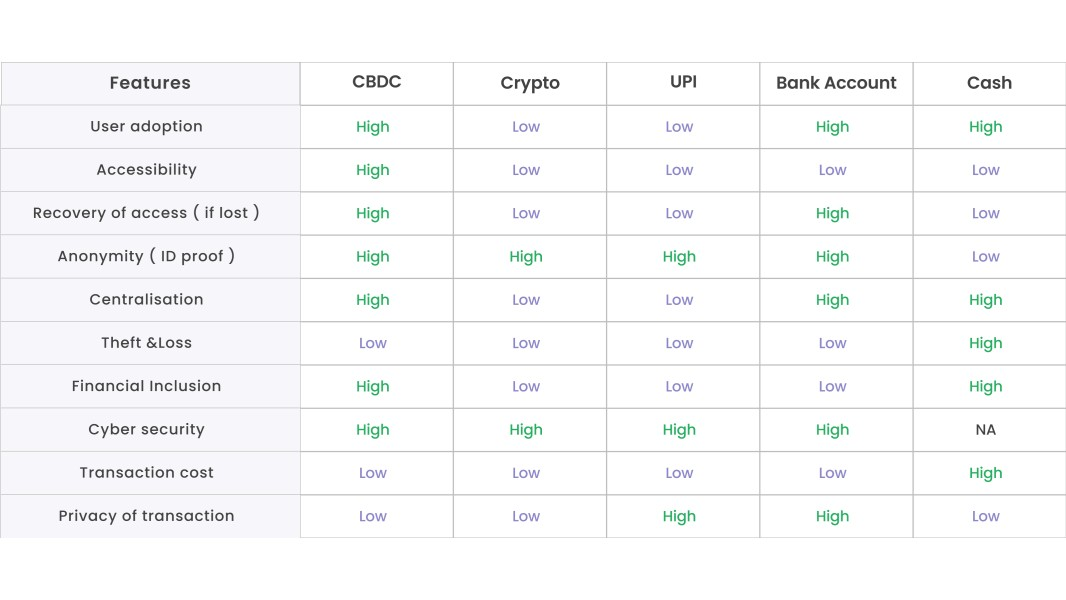 Features CBDC Crypto UPI Bank Account Cash
User adoption High Low Low High High
Accessibility High Low Low Low Low
Recovery of access ( if lost ) High Low Low High Low
Anonymity ( ID proof ) High High High High Low
Centralisation High Low Low High High
Theft &Loss Low Low Low Low High
Financial Inclusion High Low Low Low High
Cyber security High High High High NA
Transaction cost Low Low Low Low High
Privacy of transaction Low Low High High Low